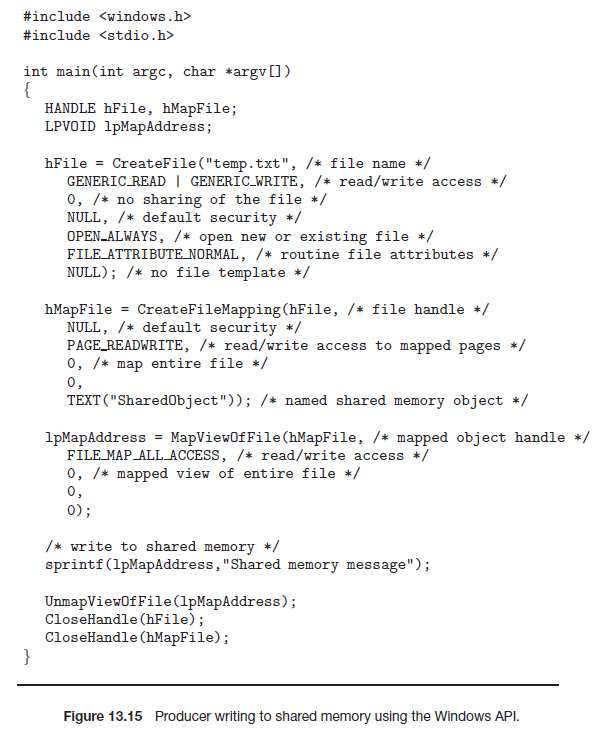 #include <windows.h>
#include <stdio.h>
int main(int argc, char *argv[])
{
HANDLE hFile, hMapFile;
LPVOID lpMapAddress;
hFile = CreateFile("temp.txt", /* file name */
GENERIC_READ | GENERIC_WRITE, /* read/write access */
0, /* no sharing of the file */
NULL, /* default security */
OPEN_ALWAYS, /* open new or existing file */
FILE_ATTRIBUTE_NORMAL, /* routine file attributes */
NULL); /* no file template */
hMapFile = CreateFileMapping(hFile, /* file handle */
NULL, /* default security */
PAGE_READWRITE, /* read/write access to mapped pages */
0, /* map entire file */
0,
TEXT("SharedObject")); /* named shared memory object */
lpMapAddress = MapViewOfFile(hMapFile, /* mapped object handle */
FILE_MAP_ALL_ACCESS, /* read/write access */
0, /* mapped view of entire file */
0,
0);
/* write to shared memory */
sprintf(lpMapAddress,"Shared memory message");
UnmapViewOfFile(lpMapAddress);
CloseHandle(hFile);
CloseHandle(hMapFile);
}
Figure 13.15 Producer writing to shared memory using the Windows API.